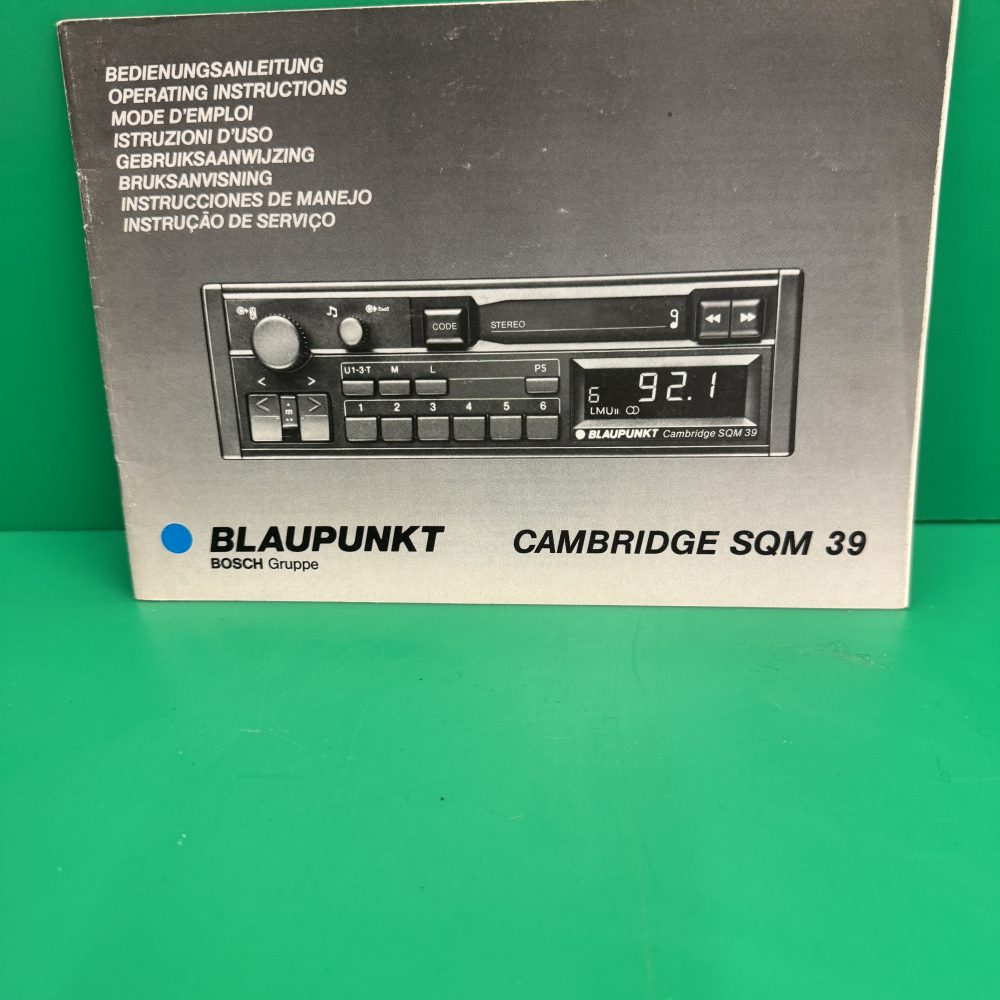 BEDIENUNGSANLEITUNG
OPERATING INSTRUCTIONS
MODE D'EMPLOI
ISTRUZIONI D'USO
GEBRUIKSAANWIJZING
BRUKSANVISNING
INSTRUCCIONES DE MANEJO
INSTRUÇÃO DE SERVIÇO
CODE
STEREO
U1-3-T M L PS
< >
< m >
1 2 3 4 5 6
6 92.1
LMU
BLAUPUNKT Cambridge SQM 39
BLAUPUNKT CAMBRIDGE SQM 39
BOSCH Gruppe